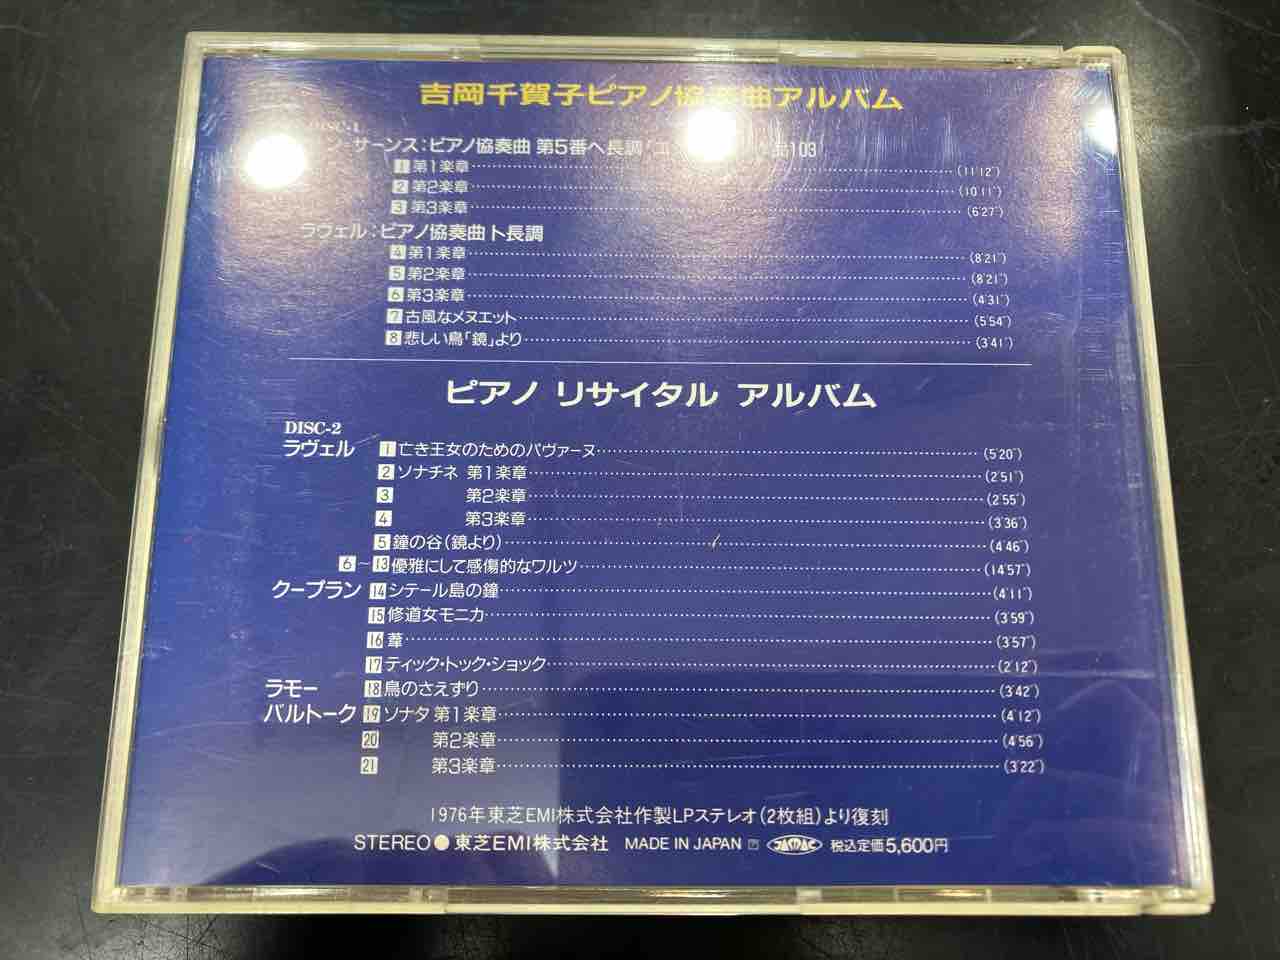 吉岡千賀子ピアノ協奏曲アルバム
DISC-1
サーンス：ピアノ協奏曲 第5番ヘ長調 103
1 第1楽章 (11'12")
2 第2楽章 (10'11")
3 第3楽章 (6'27")
ラヴェル：ピアノ協奏曲ト長調
4 第1楽章 (8'21")
5 第2楽章 (8'21")
6 第3楽章 (4'31")
7 古風なメヌエット (5'54")
8 悲しい鳥「鏡」より (3'41")
ピアノ リサイタル アルバム
DISC-2
ラヴェル 1 亡き王女のためのパヴァーヌ (5'20")
2 ソナチネ 第1楽章 (2'51")
3 第2楽章 (2'55")
4 第3楽章 (3'36")
5 鐘の谷(鏡より) (4'46")
6～13 優雅にして感傷的なワルツ (14'57")
クープラン 14 シテール島の鐘 (4'11")
15 修道女モニカ (3'59")
16 葦 (3'57")
17 ティック・トック・ショック (2'12")
ラモー 18 鳥のさえずり (3'42")
バルトーク 19 ソナタ 第1楽章 (4'12")
20 第2楽章 (4'56")
21 第3楽章 (3'22")
1976年東芝EMI株式会社作製LPステレオ(2枚組)より復刻
STEREO● 東芝EMI株式会社 MADE IN JAPAN JASRAC 税込定価5,600円